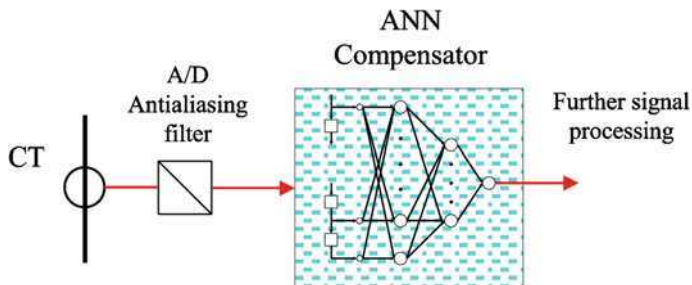 ANN
Compensator
A/D
Antialiasing
filter
CT
Further signal
processing